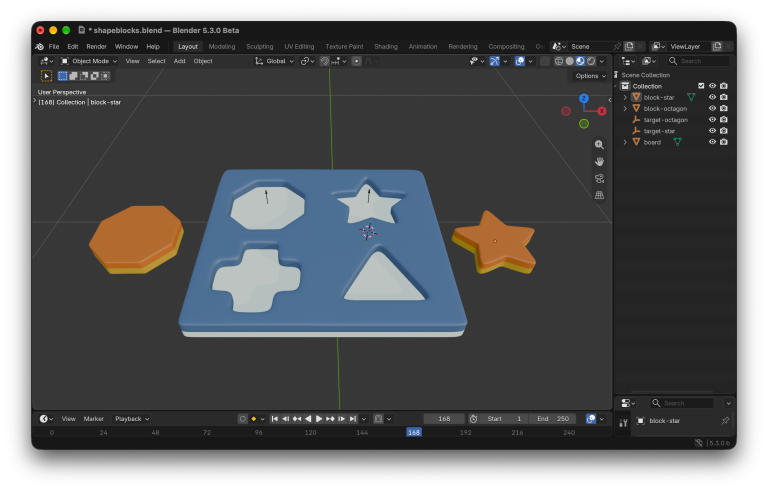 * shapeblocks.blend — Blender 5.3.0 Beta
File Edit Render Window Help Layout Modeling Sculpting UV Editing Texture Paint Shading Animation Rendering Compositing Scene ViewLayer
Object Mode View Select Add Object Global Search
Options
Scene Collection
Collection
User Perspective
(168) Collection | block-star
block-star
block-octagon
target-octagon
target-star
board
Z
X
Search
View Marker Playback 168 Start 1 End 250
block-star
0 24 48 72 96 120 144 168 192 216 240
5.3.0 b